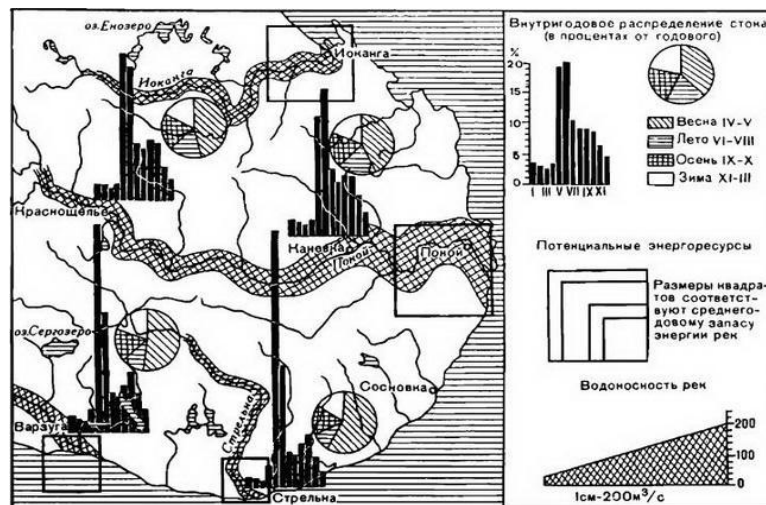 оз. Енозеро
Иоканга
Иоканга
Краснощелье
Каневка
Поной
Поной
оз. Сергозеро
Сосновка
Варзуга
Стрельна
Стрельна
Внутригодовое распределение стока
(в процентах от годового)
%
20
15
10
5
0
I III V VII IX XI
Весна IV-V
Лето VI-VIII
Осень IX-X
Зима XI-III
Потенциальные энергоресурсы
Размеры квадра-
тов соответст-
вуют среднего-
довому запасу
энергии рек
Водоносность рек
200
100
0
1см-200м³/с